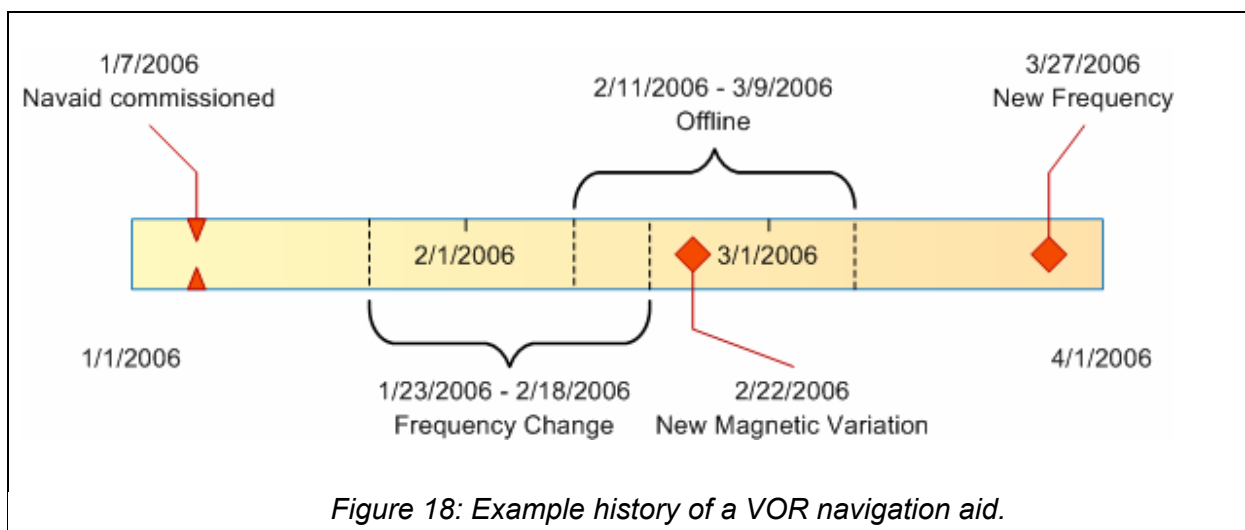 1/7/2006
Navaid commissioned
2/11/2006 - 3/9/2006
Offline
3/27/2006
New Frequency
2/1/2006
3/1/2006
1/1/2006
4/1/2006
1/23/2006 - 2/18/2006
Frequency Change
2/22/2006
New Magnetic Variation
Figure 18: Example history of a VOR navigation aid.